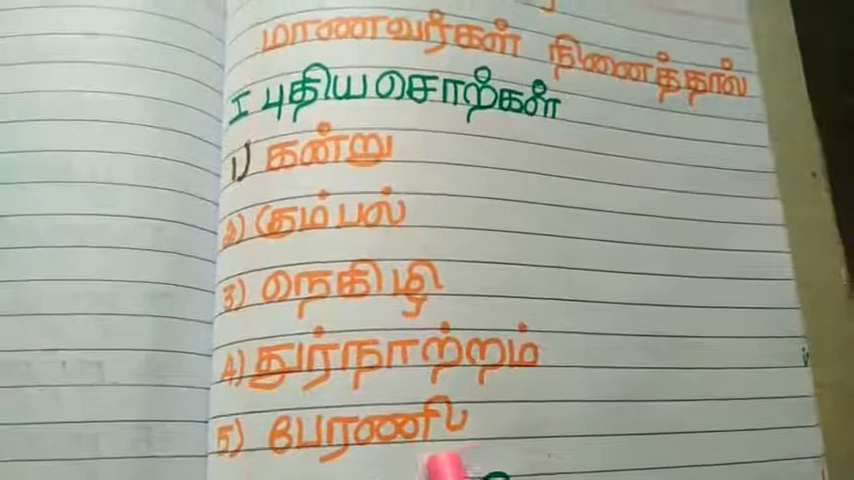 மாணவர்கள் நினைத்தால்
I புதிய சொற்கள்
1) கன்று
2) கும்பல்
3) நெகிழி
4) துர்நாற்றம்
5) பேரணி